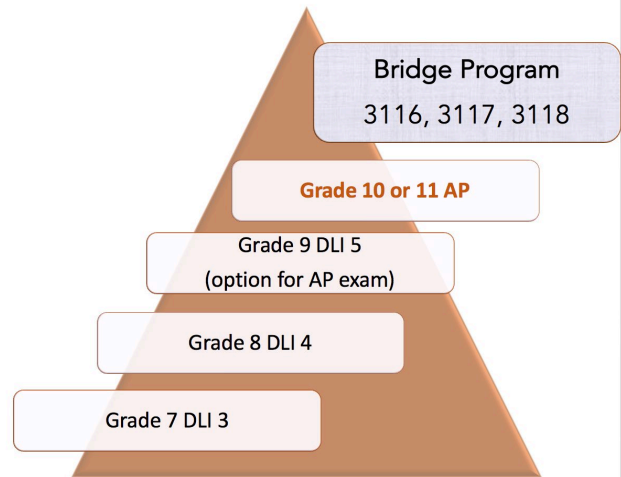 Bridge Program
3116, 3117, 3118
Grade 10 or 11 AP
Grade 9 DLI 5
(option for AP exam)
Grade 8 DLI 4
Grade 7 DLI 3